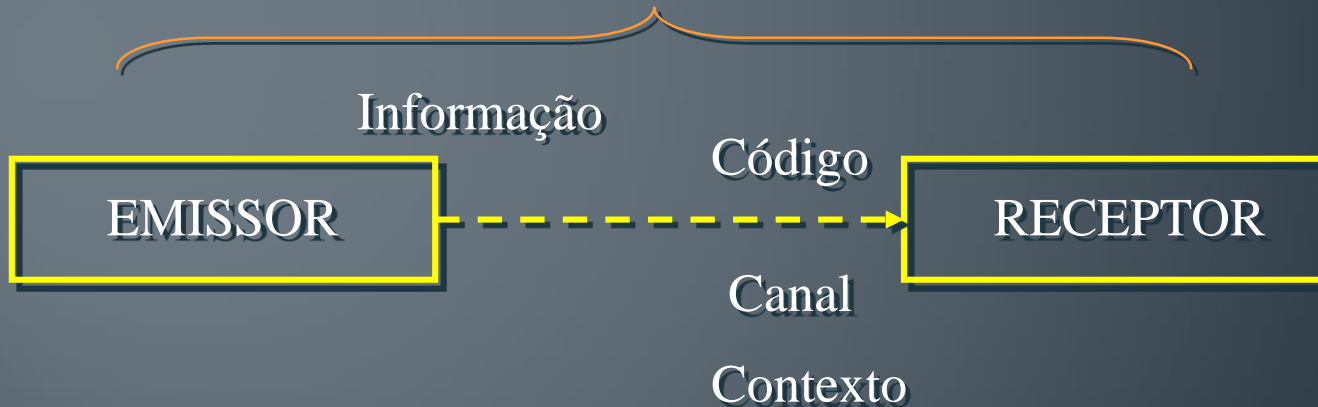 Informação
Código
EMISSOR
RECEPTOR
Canal
Contexto